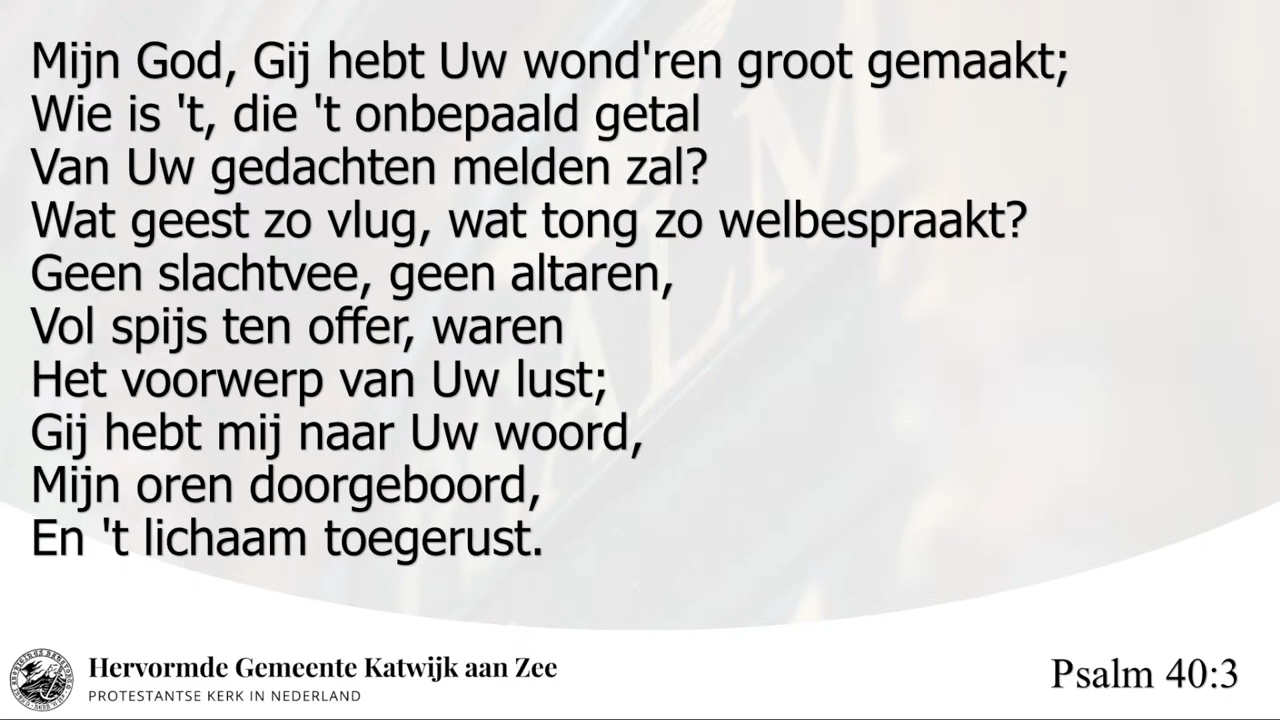 Mijn God, Gij hebt Uw wond'ren groot gemaakt;
Wie is 't, die 't onbepaald getal
Van Uw gedachten melden zal?
Wat geest zo vlug, wat tong zo welbespraakt?
Geen slachtvee, geen altaren,
Vol spijs ten offer, waren
Het voorwerp van Uw lust;
Gij hebt mij naar Uw woord,
Mijn oren doorgeboord,
En 't lichaam toegerust.
Hervormde Gemeente Katwijk aan Zee
PROTESTANTSE KERK IN NEDERLAND
Psalm 40:3